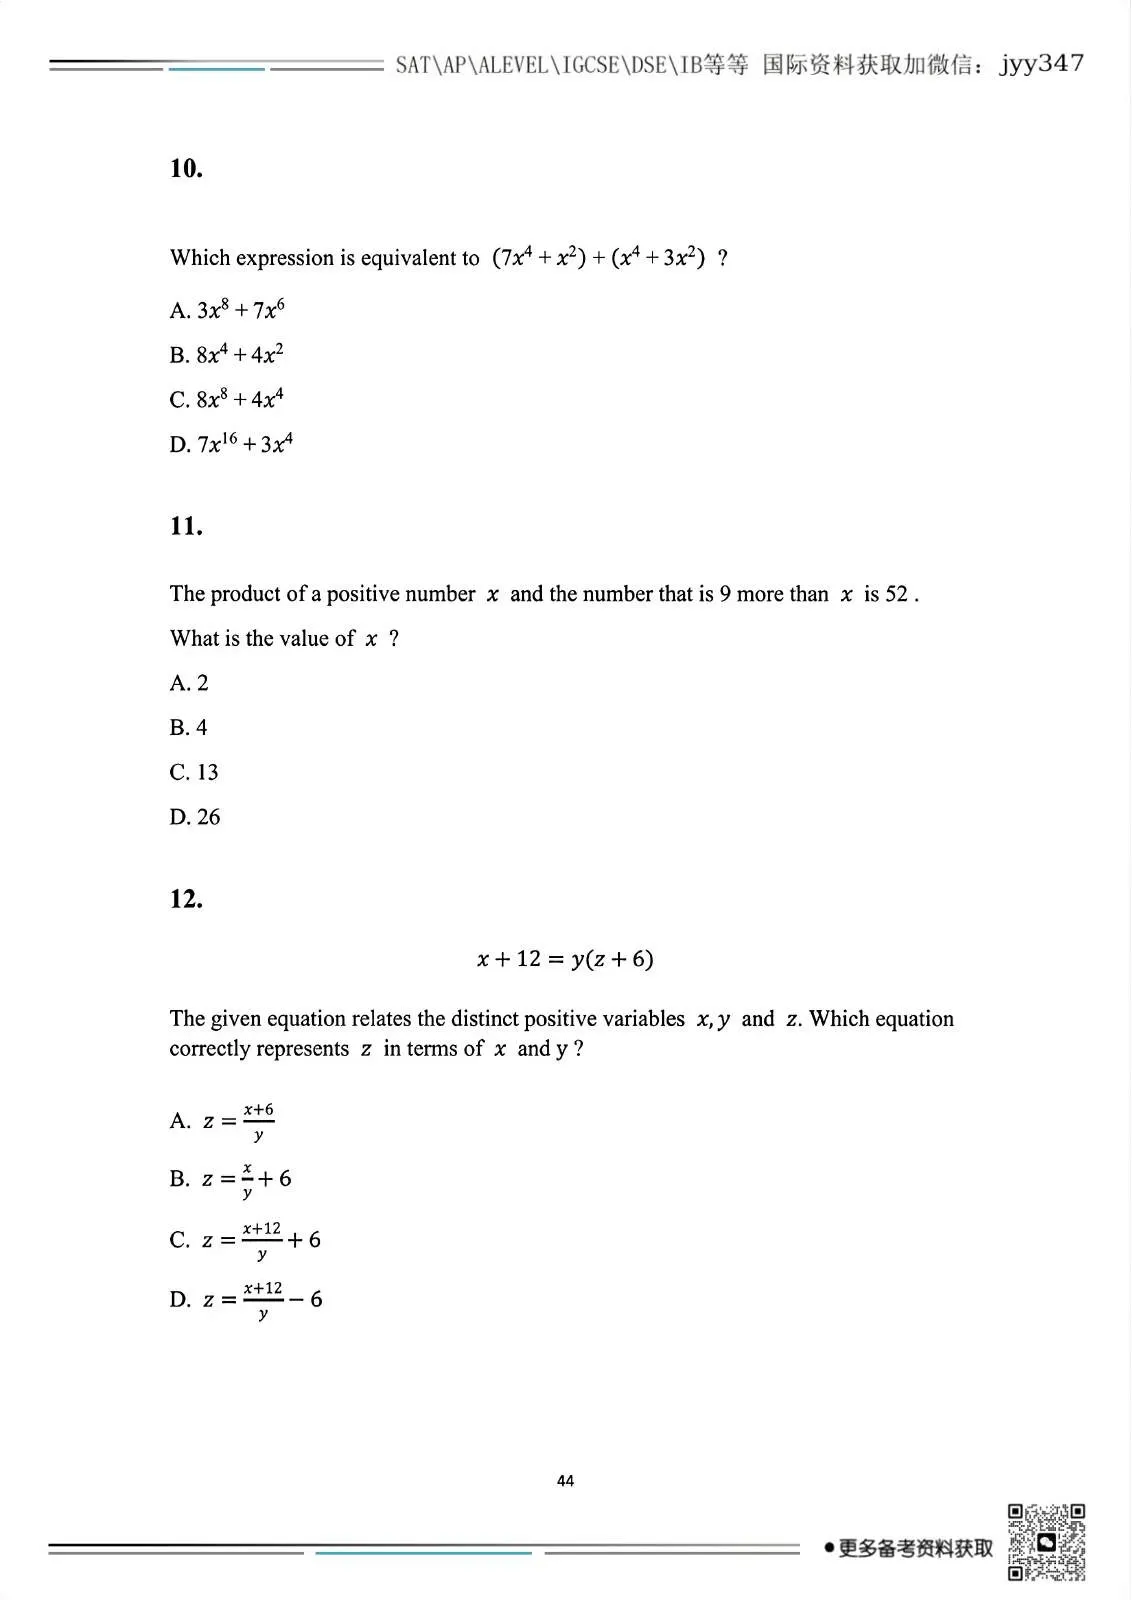 SAT\AP\ALEVEL\IGCSE\DSE\IB等等 国际资料获取加微信：jyy347
10.
Which expression is equivalent to (7x⁴ + x²) + (x⁴ + 3x²) ?
A. 3x⁸ + 7x⁶
B. 8x⁴ + 4x²
C. 8x⁸ + 4x⁴
D. 7x¹⁶ + 3x⁴
11.
The product of a positive number x and the number that is 9 more than x is 52 .
What is the value of x ?
A. 2
B. 4
C. 13
D. 26
12.
x + 12 = y(z + 6)
The given equation relates the distinct positive variables x, y and z. Which equation
correctly represents z in terms of x and y ?
A. z = (x+6)/y
B. z = x/y + 6
C. z = (x+12)/y + 6
D. z = (x+12)/y − 6
44
●更多备考资料获取